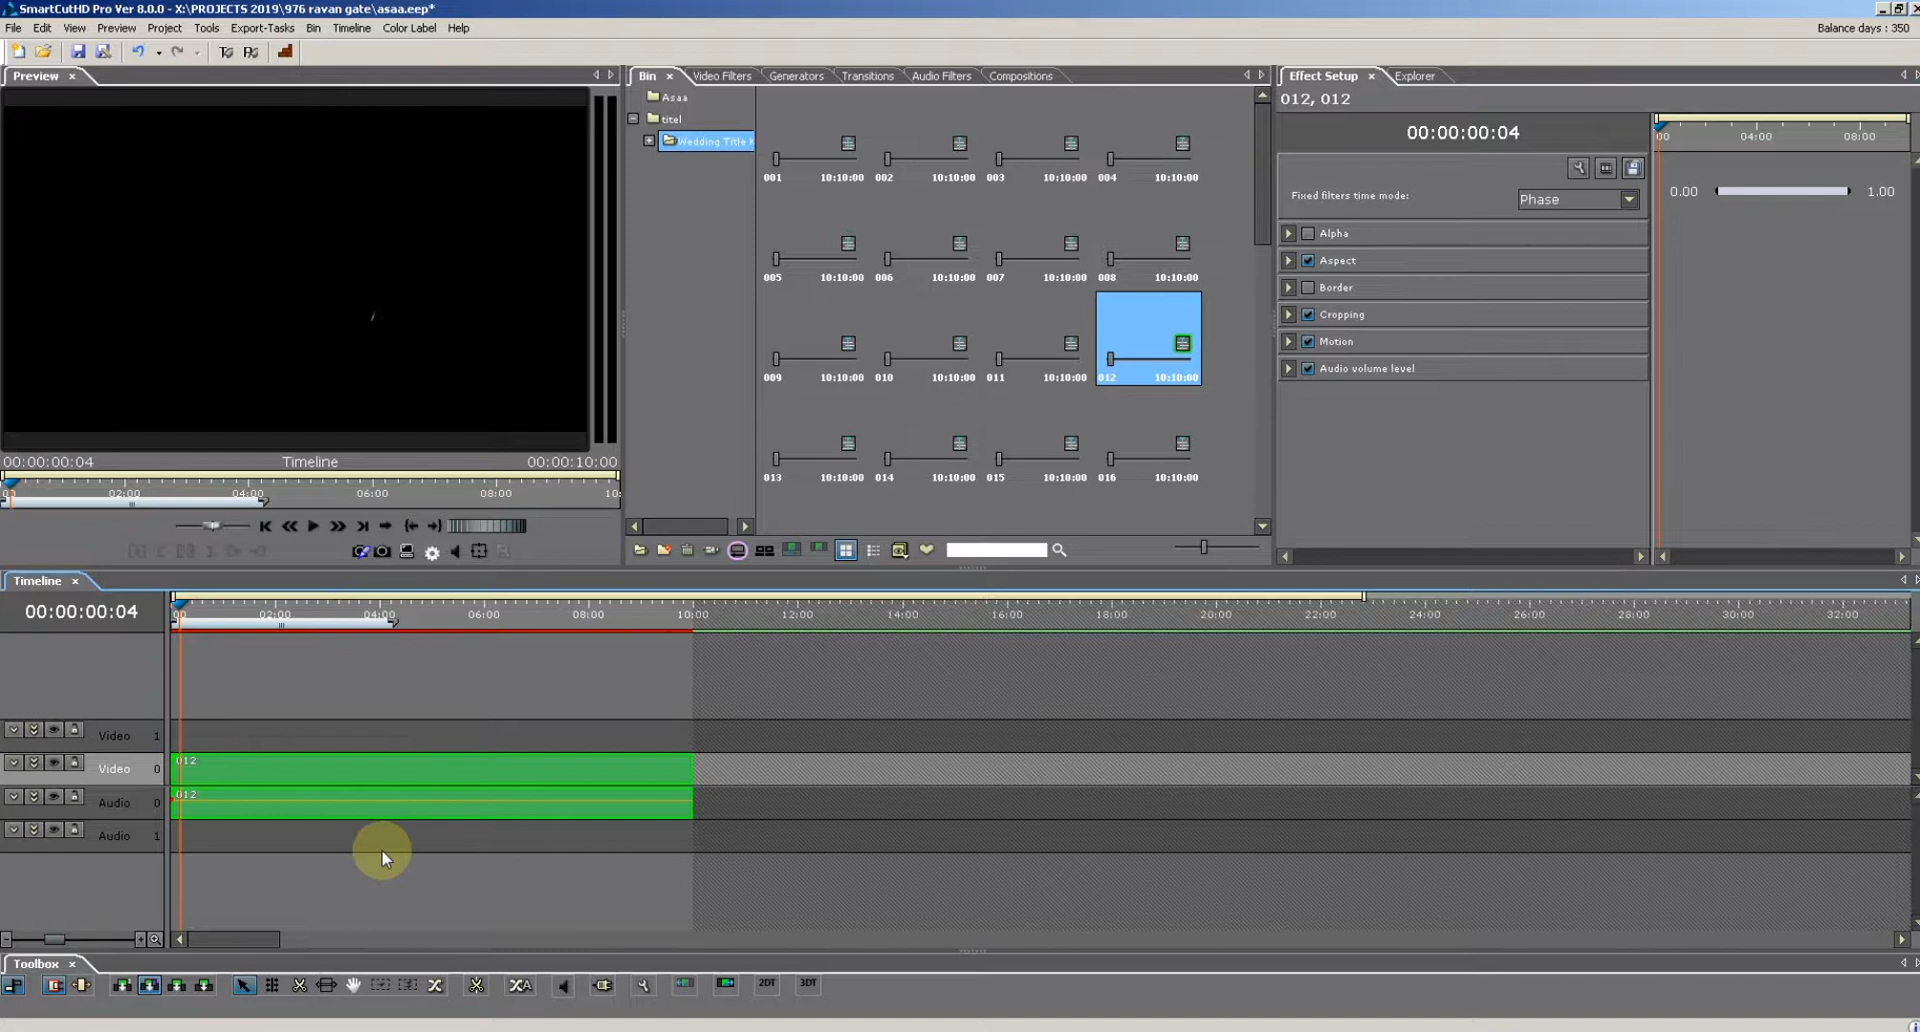 SmartCutHD Pro Ver 8.0.0 - X:\PROJECTS 2019\976 ravan gate\asaa.eep*
File Edit View Preview Project Tools Export-Tasks Bin Timeline Color Label Help
Balance days : 350
Preview
Bin Video Filters Generators Transitions Audio Filters Compositions
Effect Setup Explorer
Asaa
titel
Wedding Title
001 10:10:00 002 10:10:00 003 10:10:00 004 10:10:00
005 10:10:00 006 10:10:00 007 10:10:00 008 10:10:00
009 10:10:00 010 10:10:00 011 10:10:00 012 10:10:00
013 10:10:00 014 10:10:00 015 10:10:00 016 10:10:00
012, 012
00:00:00:04
00 04:00 08:00
0.00 1.00
Fixed filters time mode: Phase
Alpha
Aspect
Border
Cropping
Motion
Audio volume level
00:00:00:04 Timeline 00:00:10:00
00 02:00 04:00 06:00 08:00 10:
Timeline
00:00:00:04
00 02:00 04:00 06:00 08:00 10:00 12:00 14:00 16:00 18:00 20:00 22:00 24:00 26:00 28:00 30:00 32:00
Video 1
Video 0
012
Audio 0
012
Audio 1
Toolbox
XA
2DT
3DT